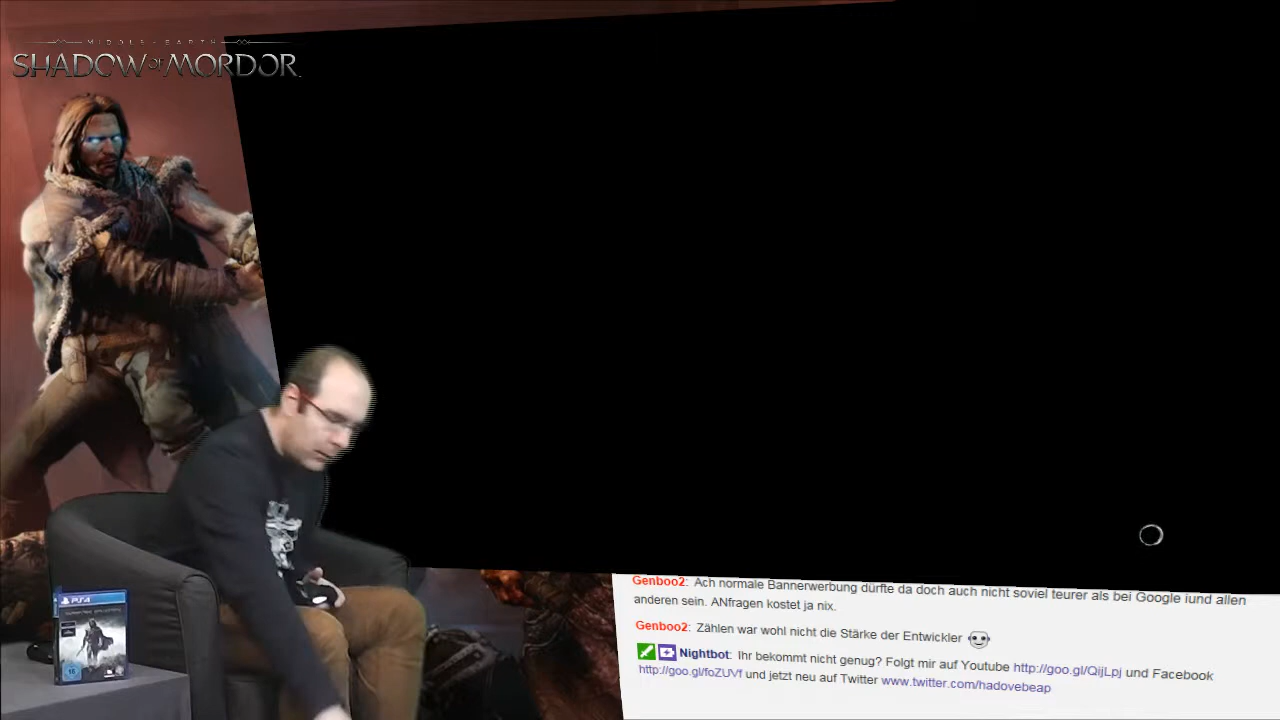 MIDDLE-EARTH
SHADOW OF MORDOR
PS4
Genboo2: Ach normale Bannerwerbung dürfte da doch auch nicht soviel teurer als bei Google iund allen
anderen sein. ANfragen kostet ja nix.
Genboo2: Zählen war wohl nicht die Stärke der Entwickler
Nightbot: Ihr bekommt nicht genug? Folgt mir auf Youtube http://goo.gl/QijLpj und Facebook
http://goo.gl/foZUVf und jetzt neu auf Twitter www.twitter.com/hadovebeap